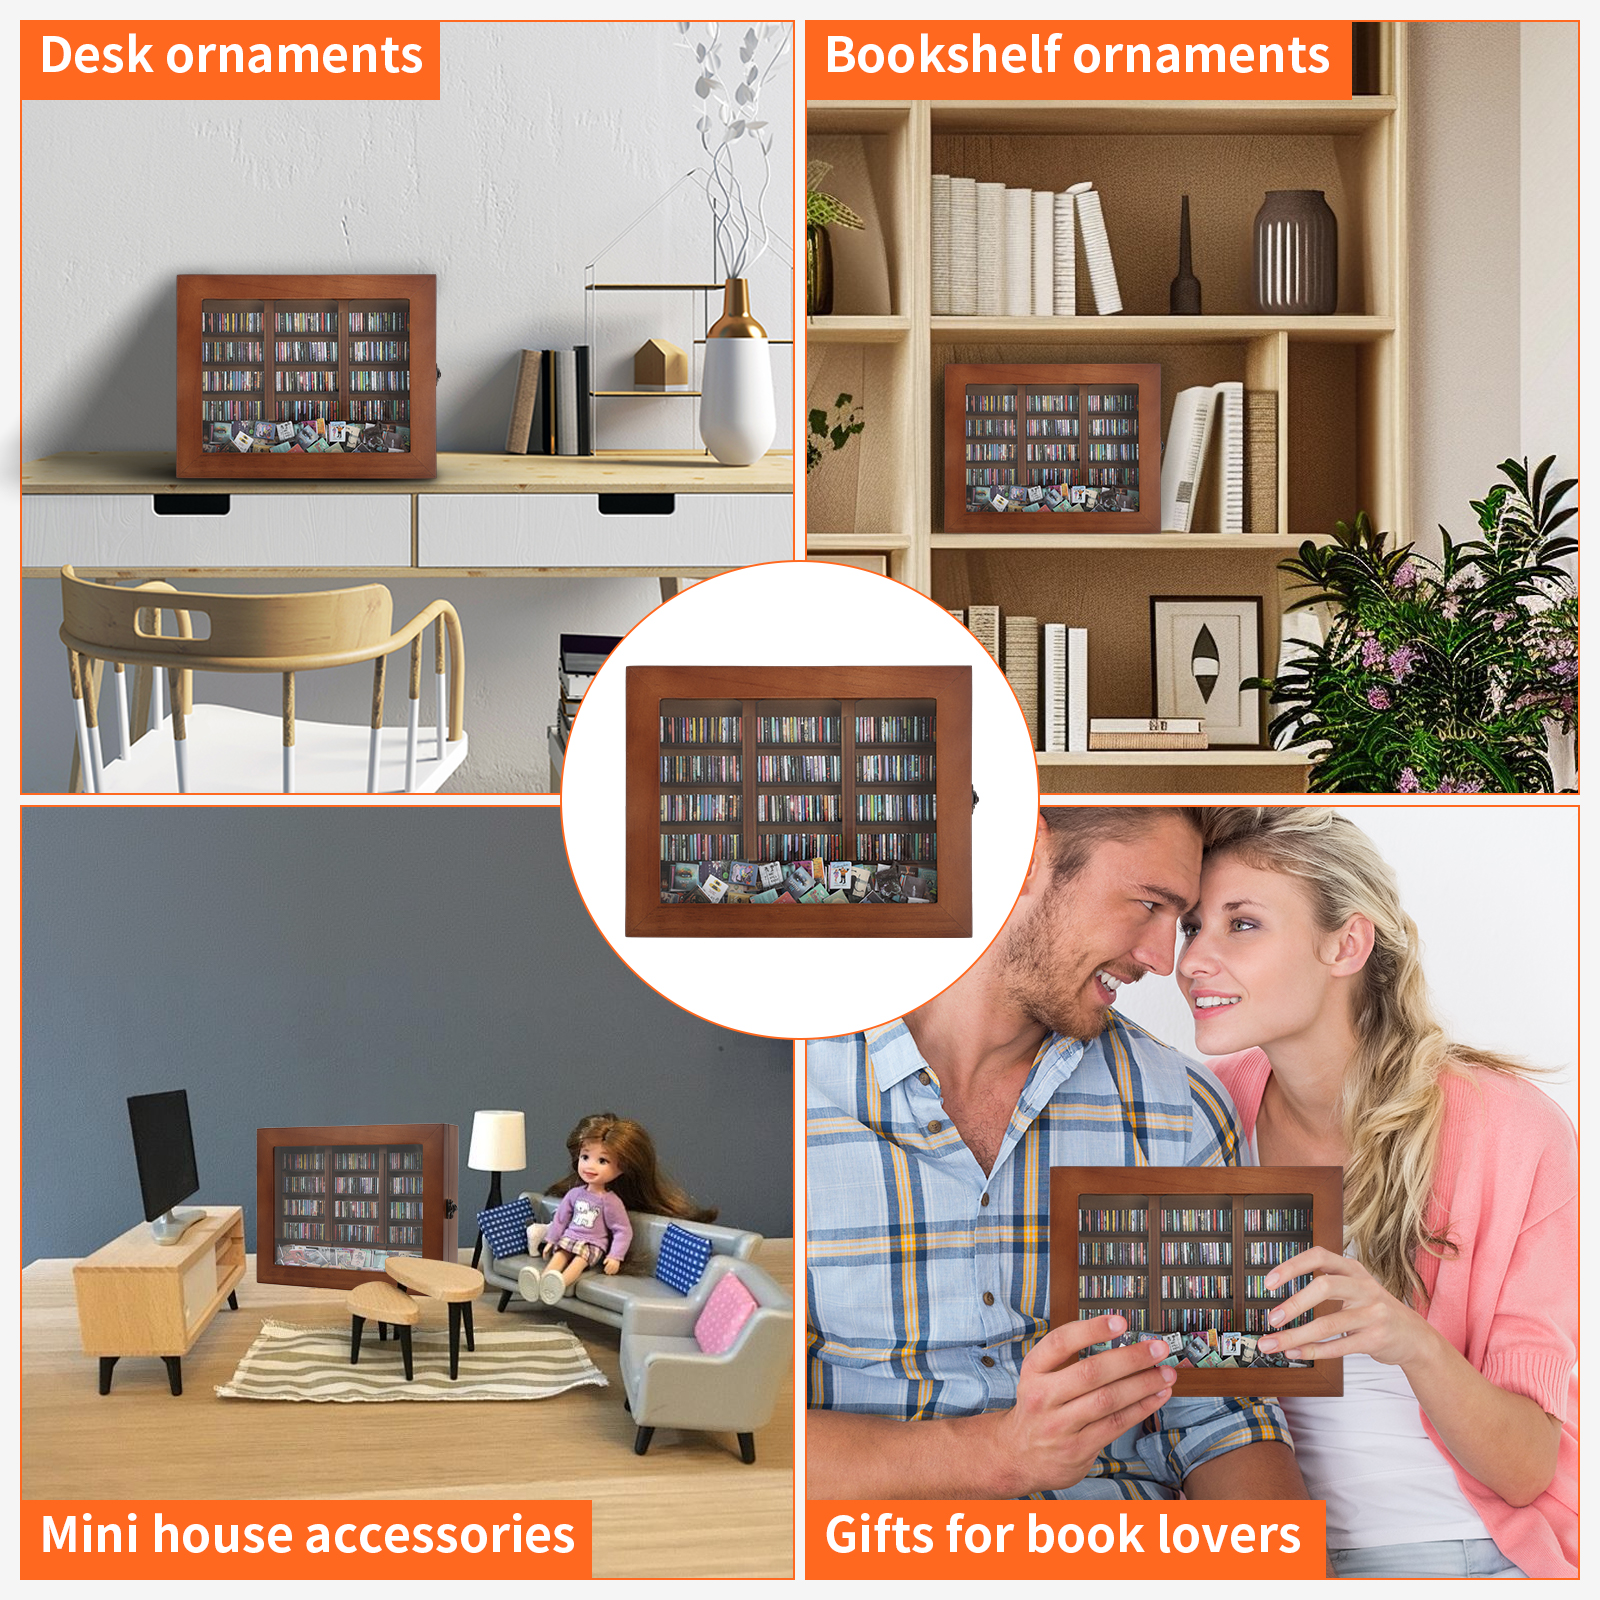 Desk ornaments
Bookshelf ornaments
Mini house accessories
Gifts for book lovers